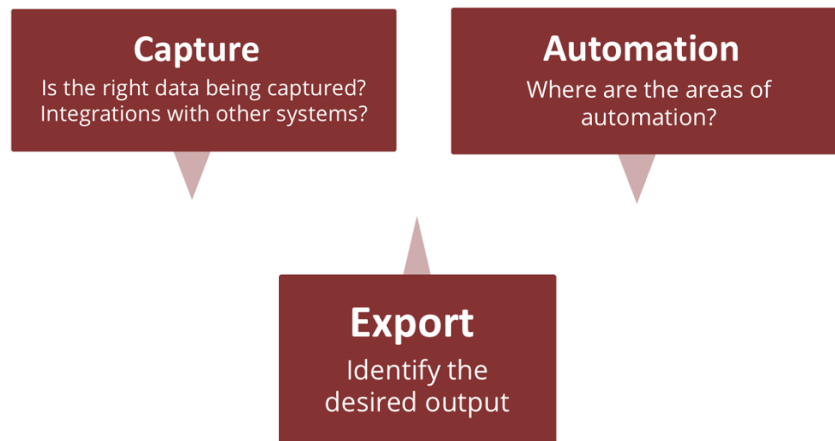 Capture
Is the right data being captured?
Integrations with other systems?
Automation
Where are the areas of
automation?
Export
Identify the
desired output